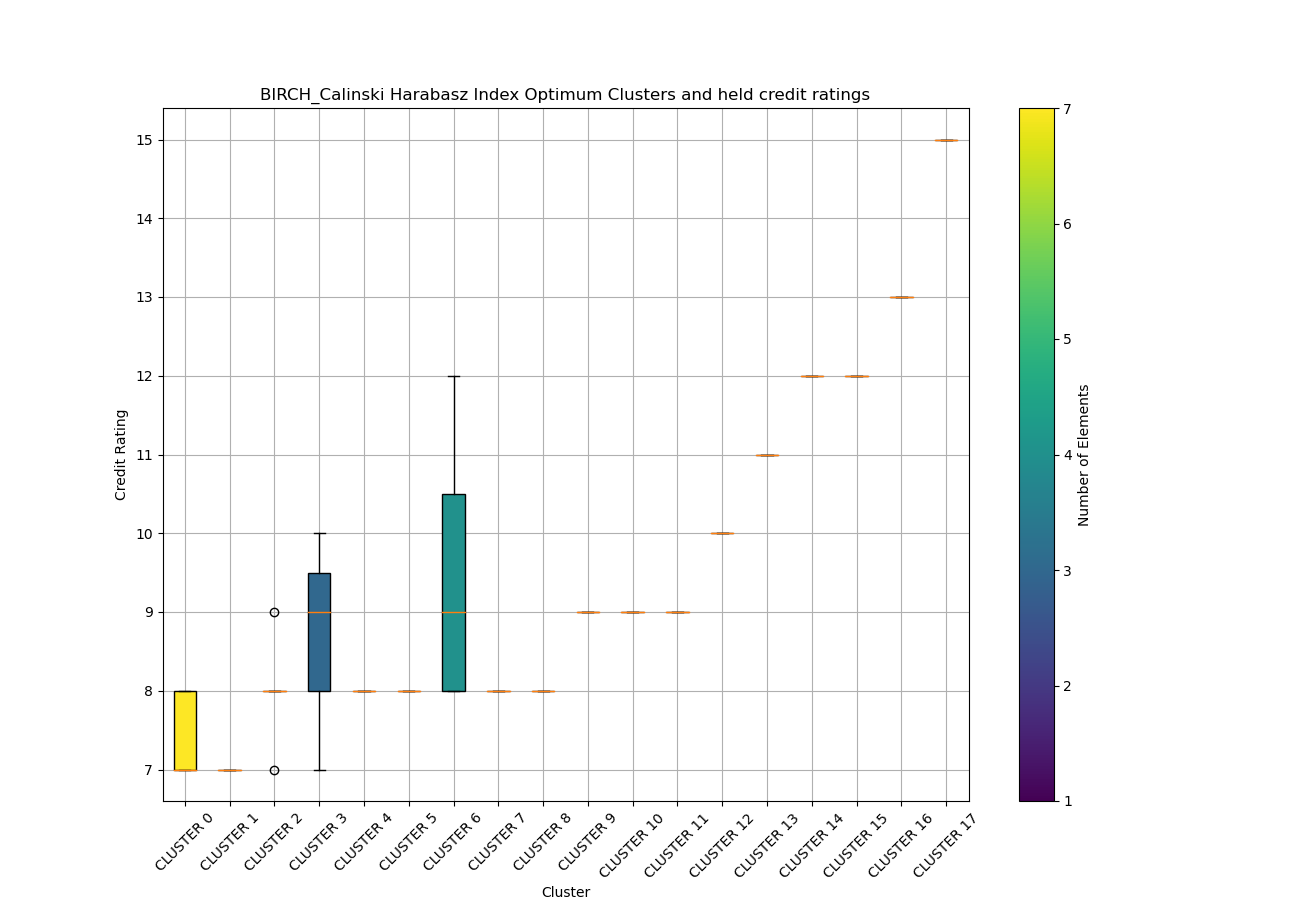 BIRCH_Calinski Harabasz Index Optimum Clusters and held credit ratings
15
14
13
12
11
10
9
8
7
Credit Rating
CLUSTER 0
CLUSTER 1
CLUSTER 2
CLUSTER 3
CLUSTER 4
CLUSTER 5
CLUSTER 6
CLUSTER 7
CLUSTER 8
CLUSTER 9
CLUSTER 10
CLUSTER 11
CLUSTER 12
CLUSTER 13
CLUSTER 14
CLUSTER 15
CLUSTER 16
CLUSTER 17
Cluster
7
6
5
4
3
2
1
Number of Elements